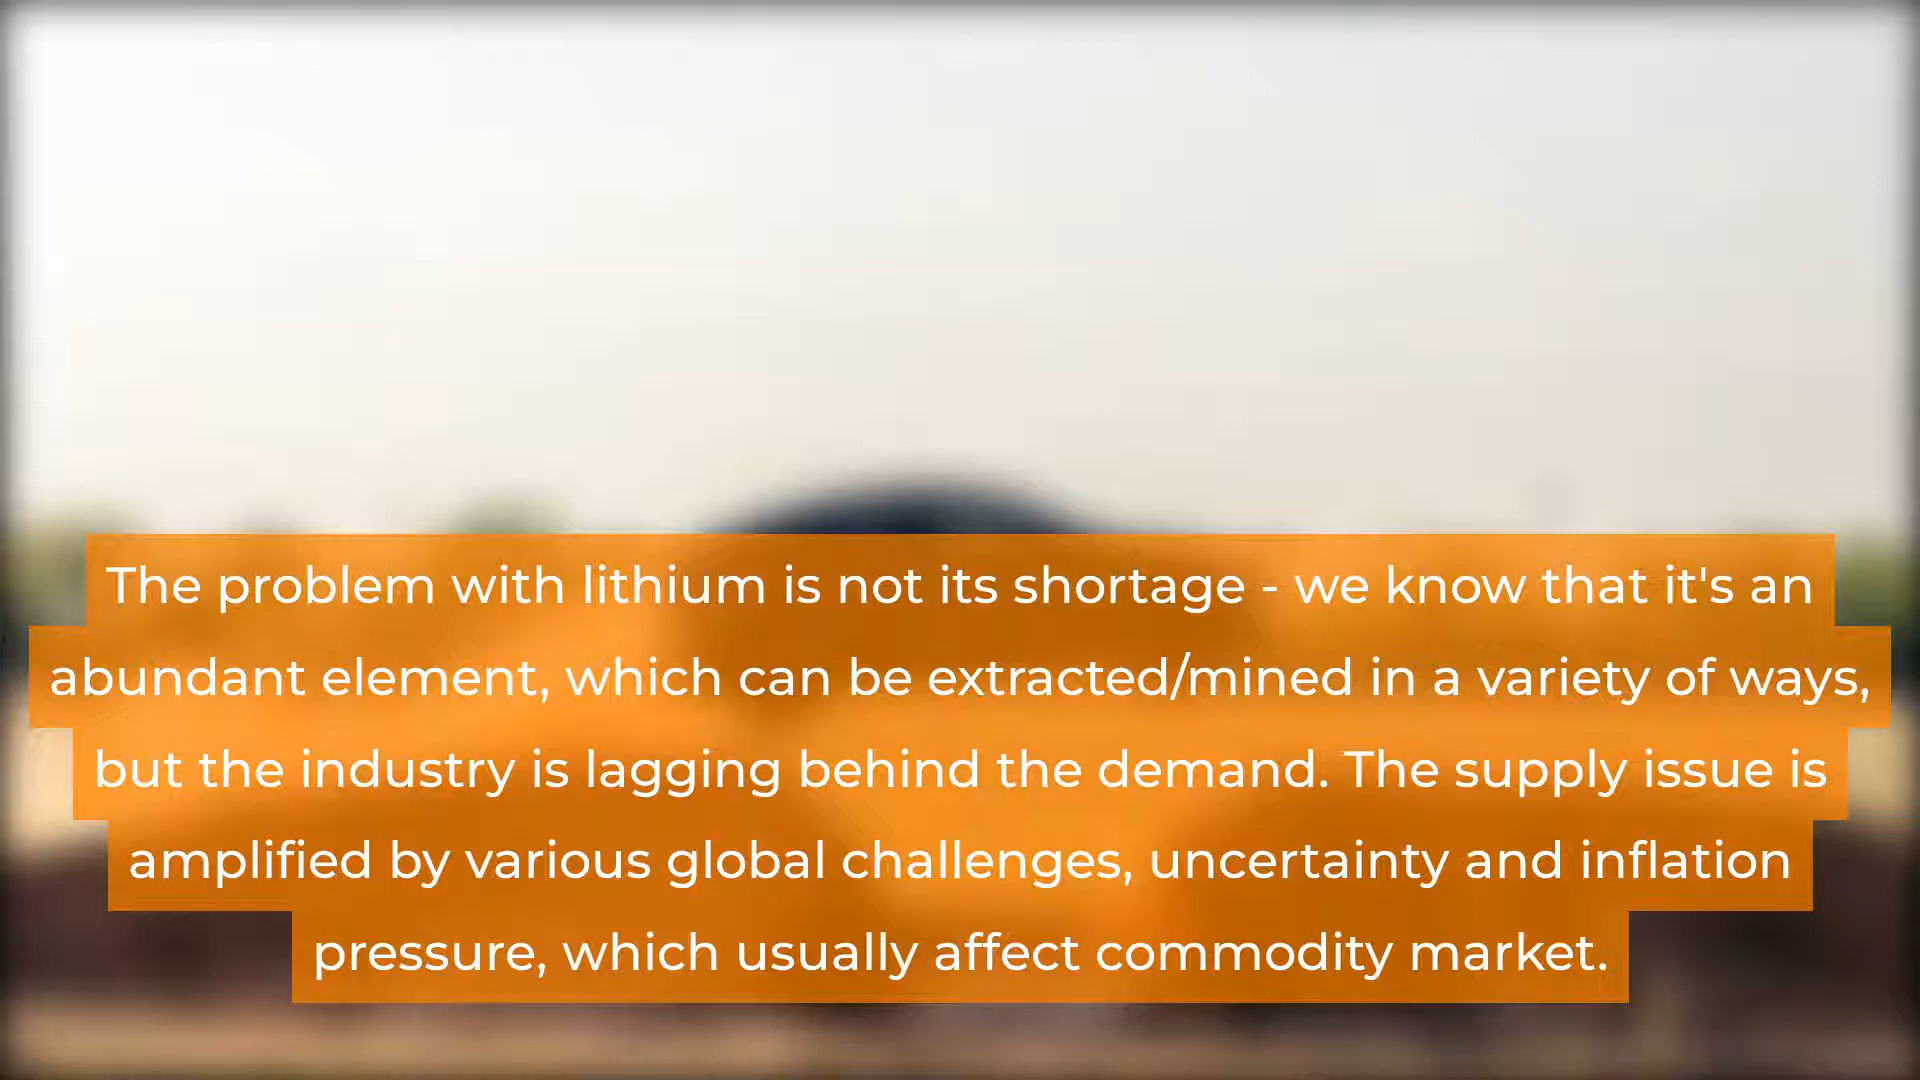 The problem with lithium is not its shortage - we know that it's an
abundant element, which can be extracted/mined in a variety of ways,
but the industry is lagging behind the demand. The supply issue is
amplified by various global challenges, uncertainty and inflation
pressure, which usually affect commodity market.